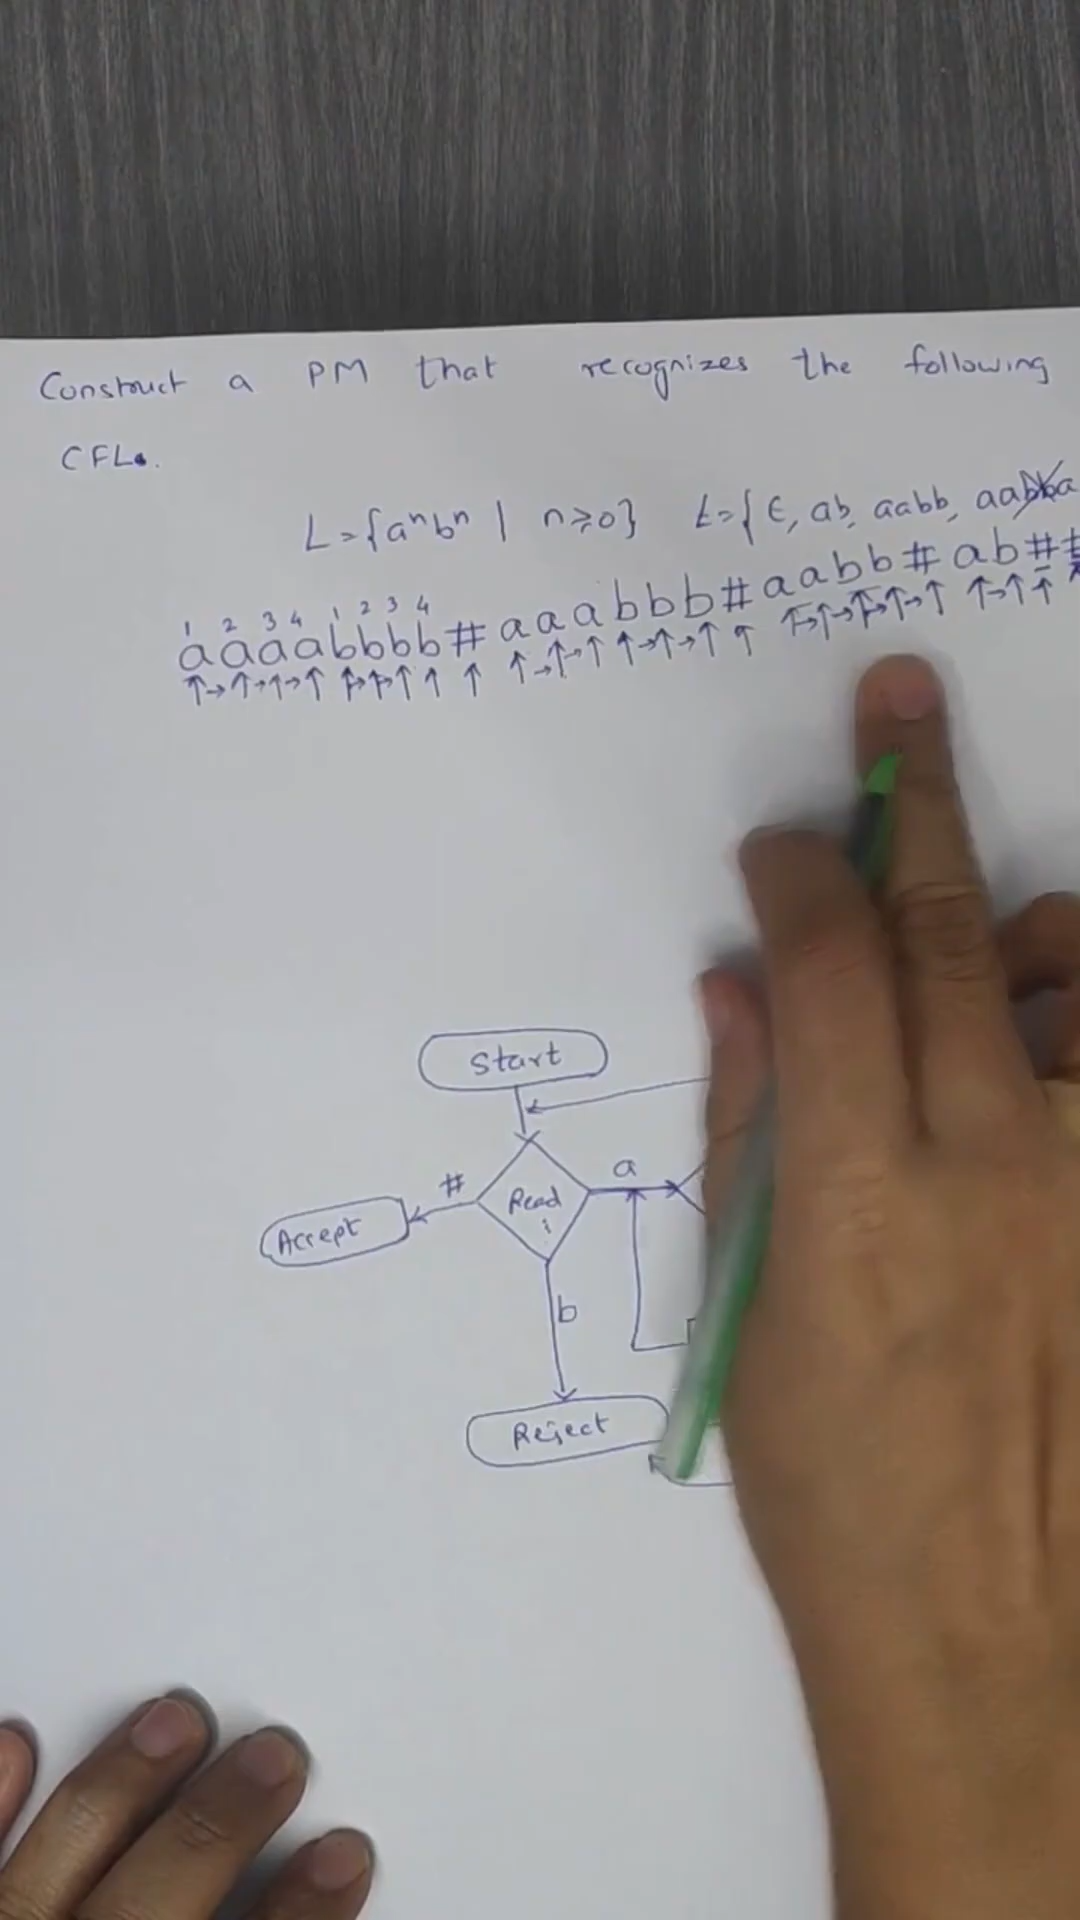 Construct a PM that recognizes the following
CFL.
L={aⁿbⁿ | n≥0} L={ε, ab, aabb,
1 2 3 4 1 2 3 4
aaaabbbb#aaabbb#aabb#ab##
Start
# Read a
Accept
b
Reject